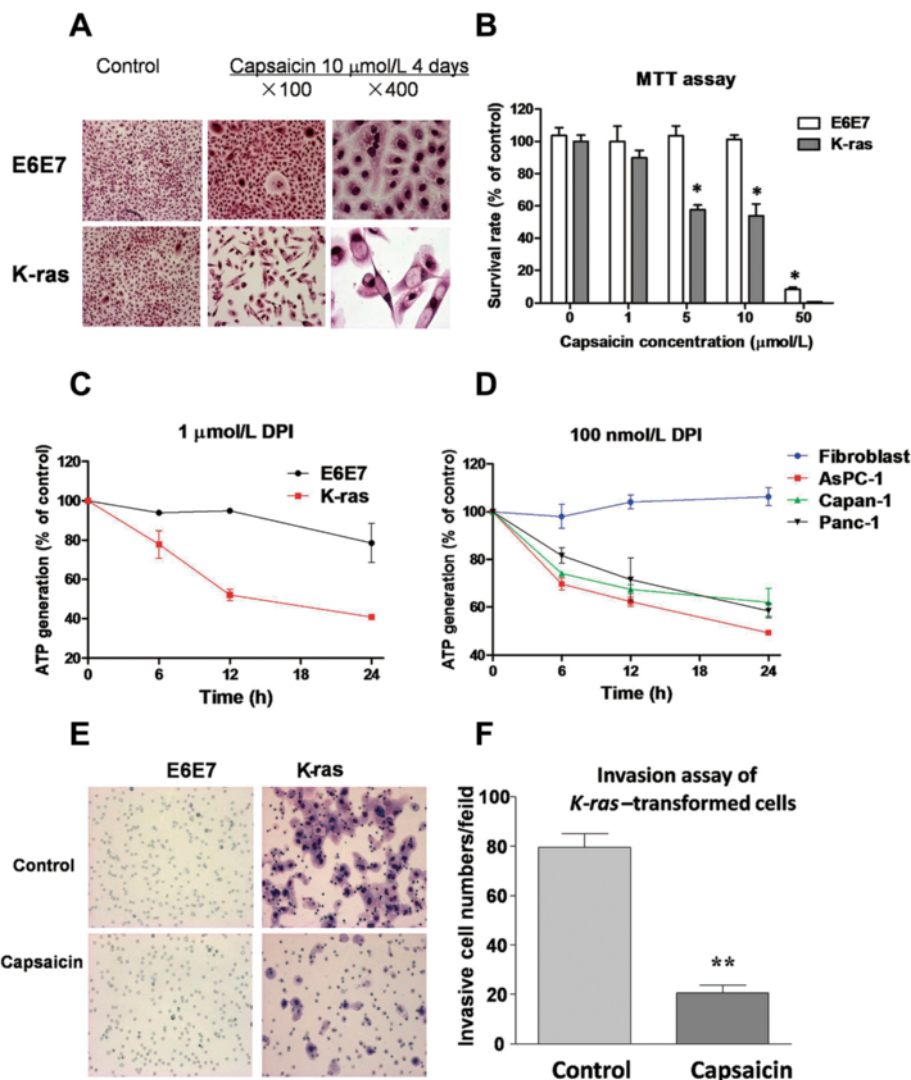 A
Control
Capsaicin 10 μmol/L 4 days
×100 ×400
E6E7
K-ras
B
MTT assay
E6E7
K-ras
Survival rate (% of control)
120
100
80
60
40
20
0
* * *
0 1 5 10 50
Capsaicin concentration (μmol/L)
C
1 μmol/L DPI
E6E7
K-ras
ATP generation (% of control)
120
100
80
60
40
20
0 6 12 18 24
Time (h)
D
100 nmol/L DPI
Fibroblast
AsPC-1
Capan-1
Panc-1
ATP generation (% of control)
120
100
80
60
40
0 6 12 18 24
Time (h)
E
E6E7 K-ras
Control
Capsaicin
F
Invasion assay of
K-ras–transformed cells
Invasive cell numbers/feild
100
80
60
40
20
0
**
Control Capsaicin